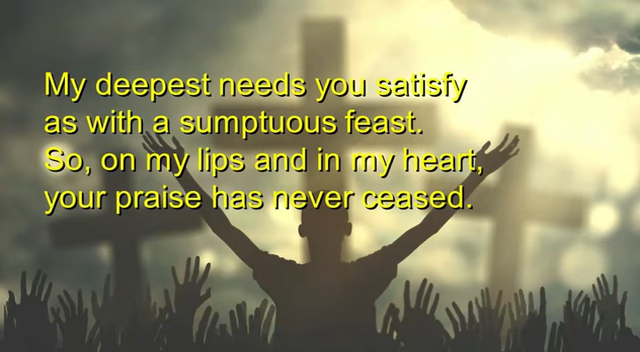 My deepest needs you satisfy
as with a sumptuous feast.
So, on my lips and in my heart,
your praise has never ceased.